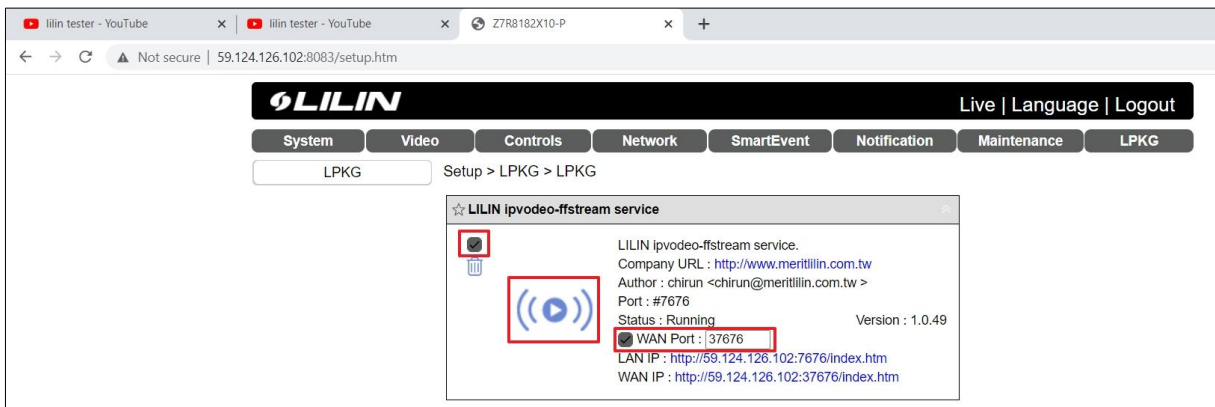 lilin tester - YouTube
lilin tester - YouTube
Z7R8182X10-P
Not secure | 59.124.126.102:8083/setup.htm
LILIN
Live | Language | Logout
System Video Controls Network SmartEvent Notification Maintenance LPKG
LPKG
Setup > LPKG > LPKG
LILIN ipvodeo-ffstream service
LILIN ipvodeo-ffstream service.
Company URL : http://www.meritlilin.com.tw
Author : chirun <chirun@meritlilin.com.tw >
Port : #7676
Status : Running Version : 1.0.49
WAN Port : 37676
LAN IP : http://59.124.126.102:7676/index.htm
WAN IP : http://59.124.126.102:37676/index.htm